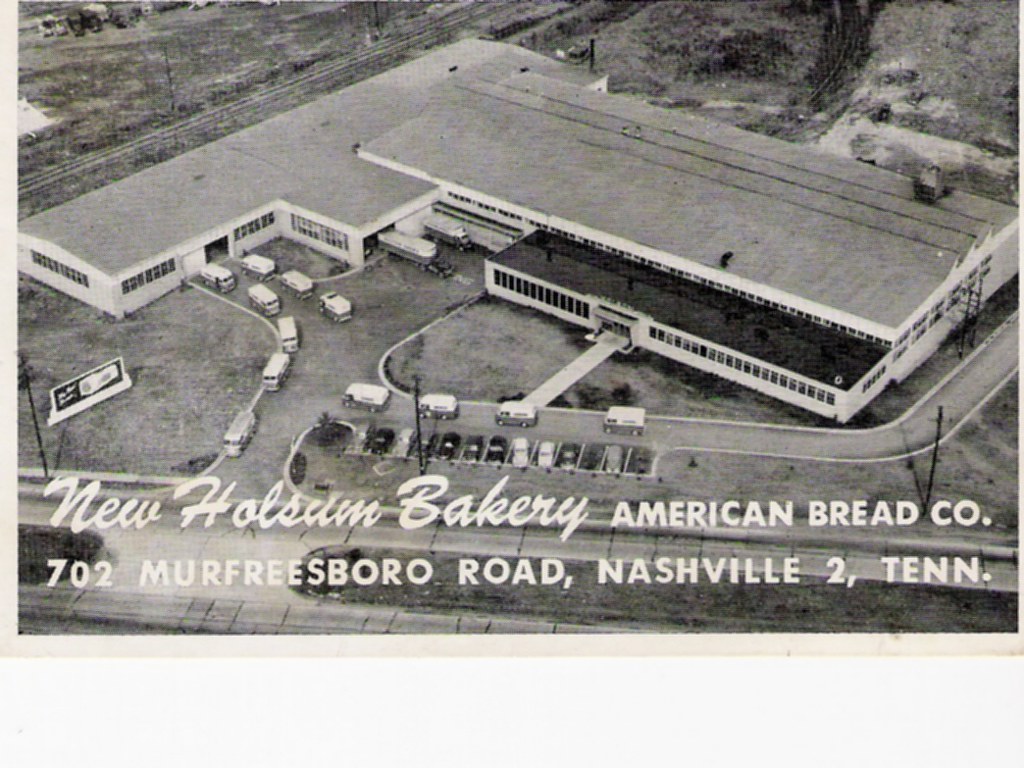 New Holsum Bakery AMERICAN BREAD CO.
702 MURFREESBORO ROAD, NASHVILLE 2, TENN.